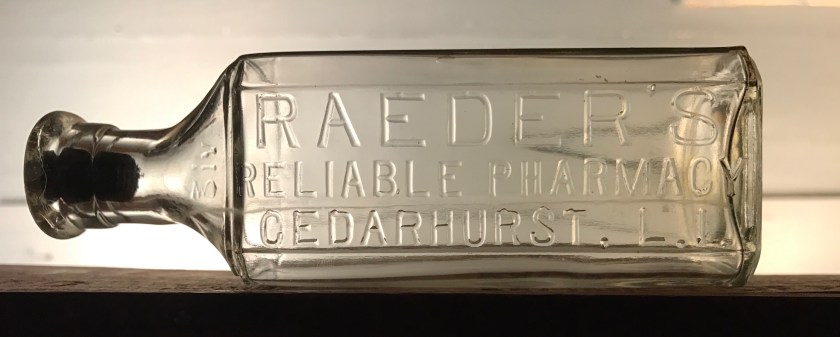 RAEDER'S
RELIABLE PHARMACY
CEDARHURST. L.I.